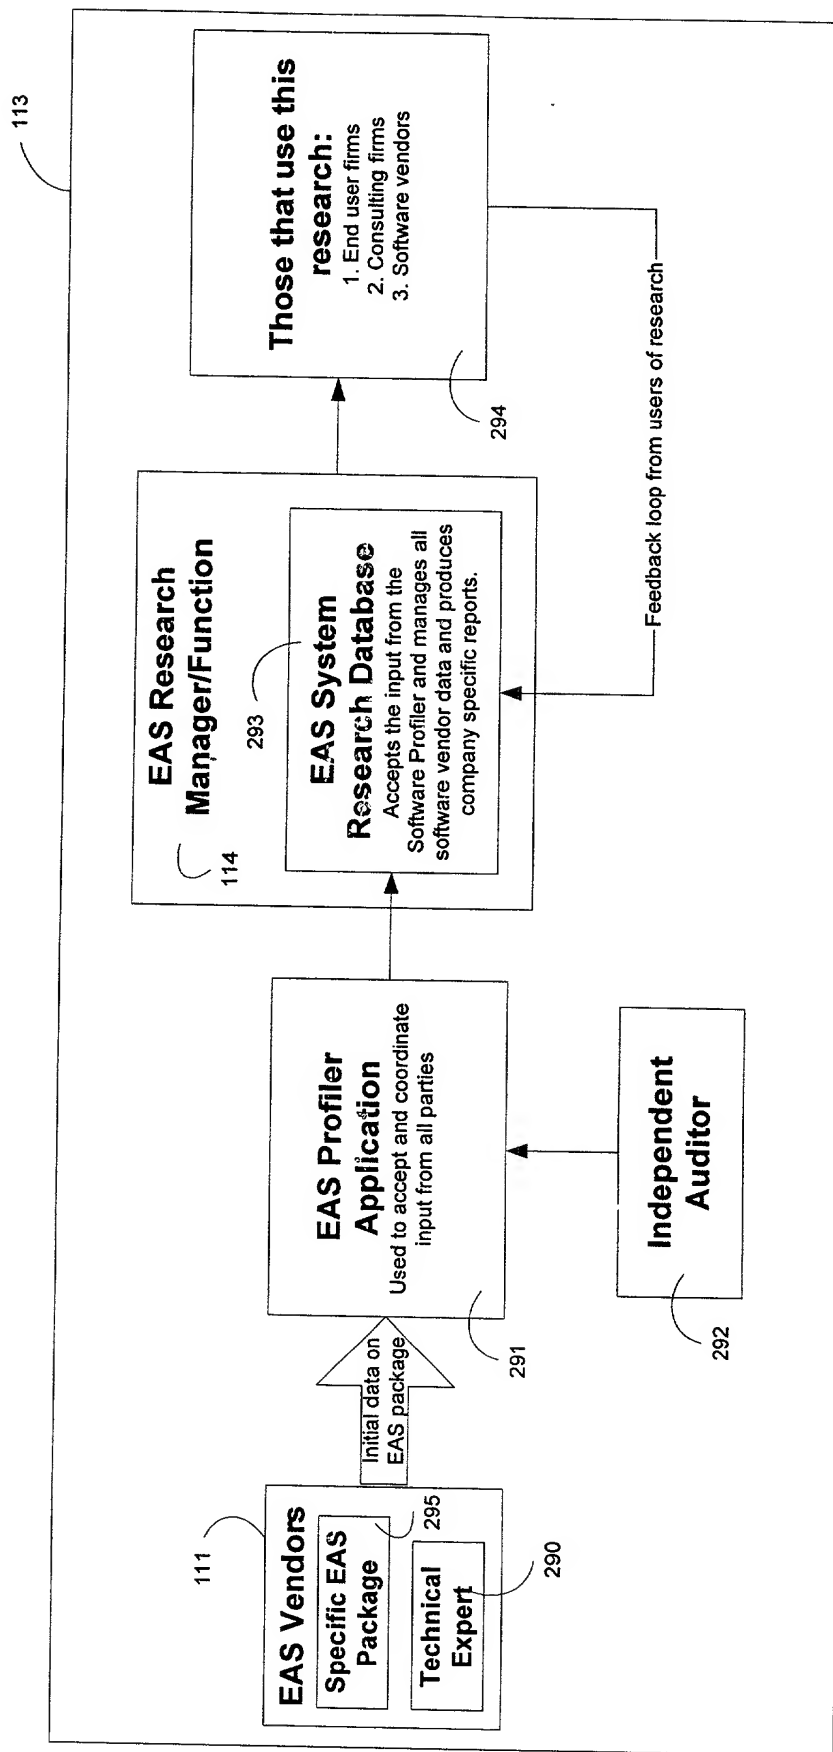 113
111
EAS Vendors
Specific EAS
Package
295
Technical
Expert
290
Initial data on
EAS package
EAS Profiler
Application
Used to accept and coordinate
input from all parties
291
Independent
Auditor
292
EAS Research
Manager/Function
114
293
EAS System
Research Database
Accepts the input from the
Software Profiler and manages all
software vendor data and produces
company specific reports.
Those that use this
research:
1. End user firms
2. Consulting firms
3. Software vendors
294
Feedback loop from users of research